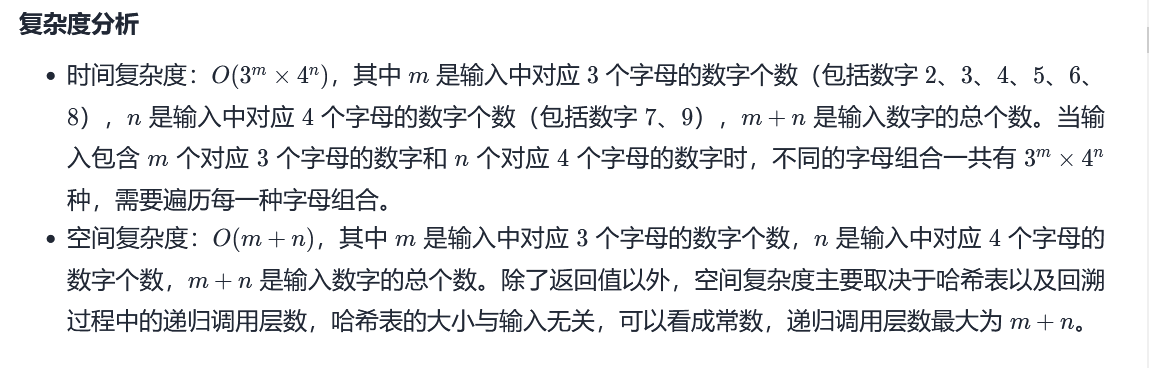 复杂度分析
• 时间复杂度：O(3^m × 4^n)，其中 m 是输入中对应 3 个字母的数字个数（包括数字 2、3、4、5、6、
8），n 是输入中对应 4 个字母的数字个数（包括数字 7、9），m + n 是输入数字的总个数。当输
入包含 m 个对应 3 个字母的数字和 n 个对应 4 个字母的数字时，不同的字母组合一共有 3^m × 4^n
种，需要遍历每一种字母组合。
• 空间复杂度：O(m + n)，其中 m 是输入中对应 3 个字母的数字个数，n 是输入中对应 4 个字母的
数字个数，m + n 是输入数字的总个数。除了返回值以外，空间复杂度主要取决于哈希表以及回溯
过程中的递归调用层数，哈希表的大小与输入无关，可以看成常数，递归调用层数最大为 m + n。